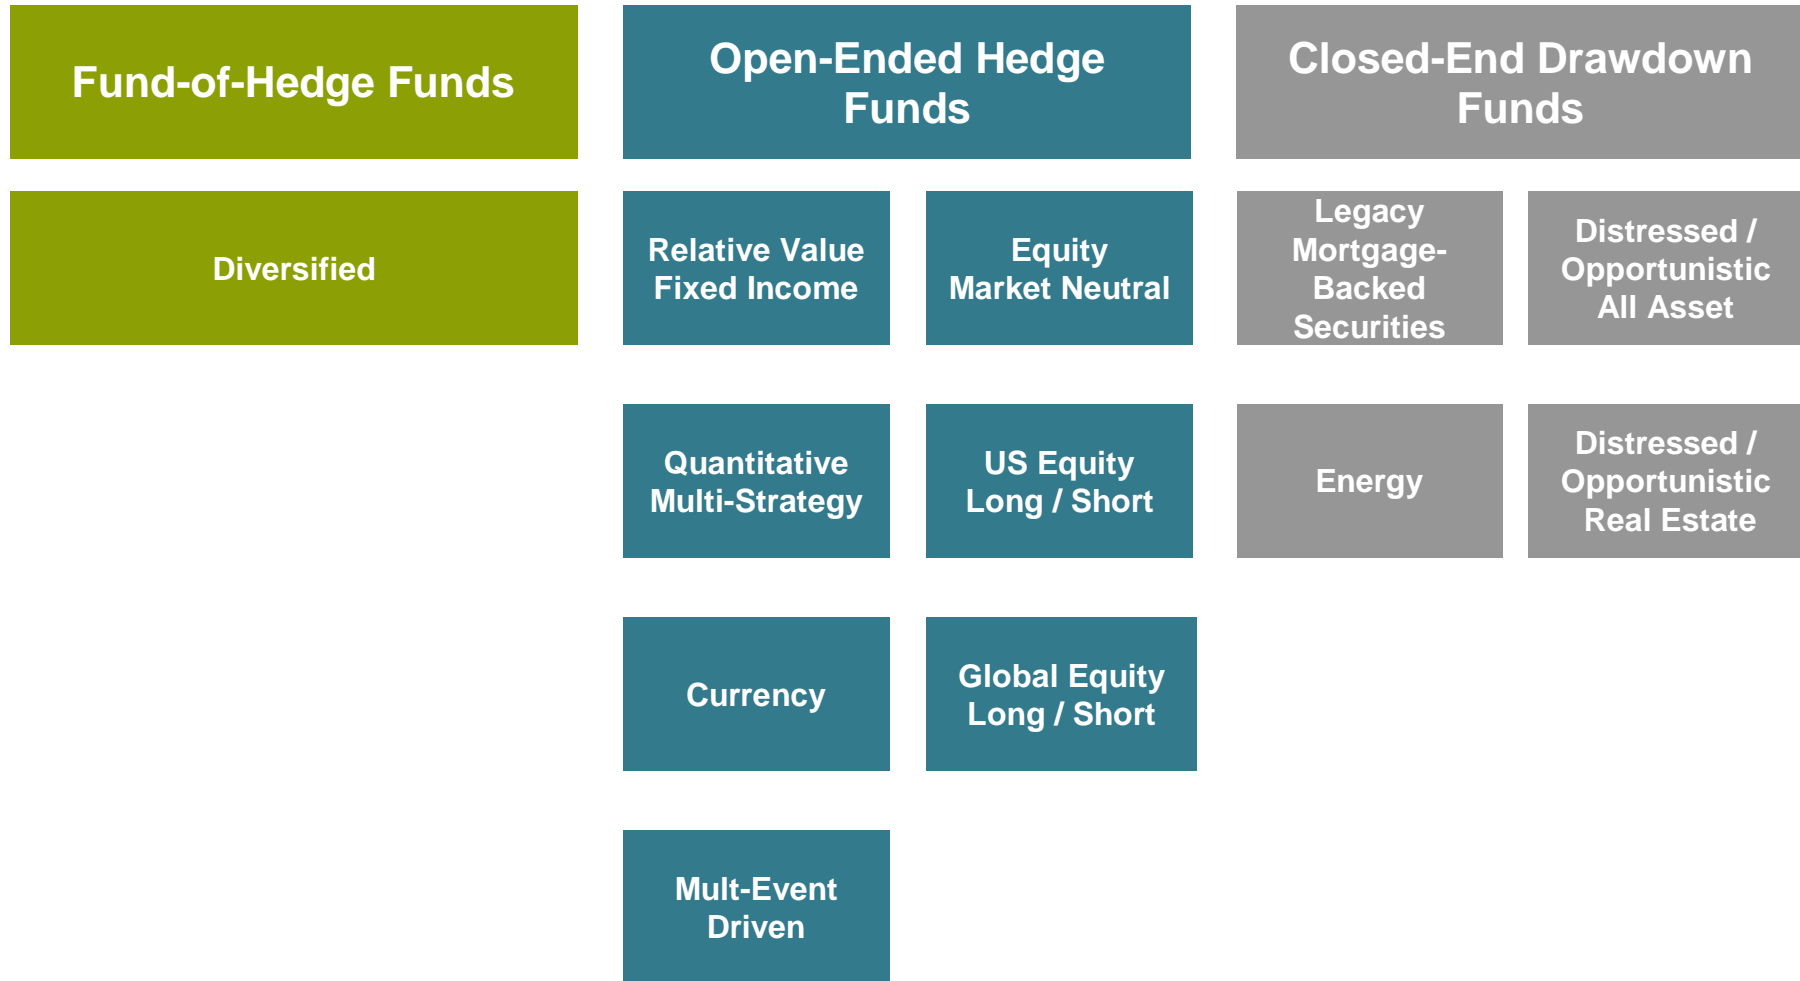 Fund-of-Hedge Funds
Open-Ended Hedge
Funds
Closed-End Drawdown
Funds
Diversified
Relative Value
Fixed Income
Equity
Market Neutral
Legacy
Mortgage-
Backed
Securities
Distressed /
Opportunistic
All Asset
Quantitative
Multi-Strategy
US Equity
Long / Short
Energy
Distressed /
Opportunistic
Real Estate
Currency
Global Equity
Long / Short
Mult-Event
Driven